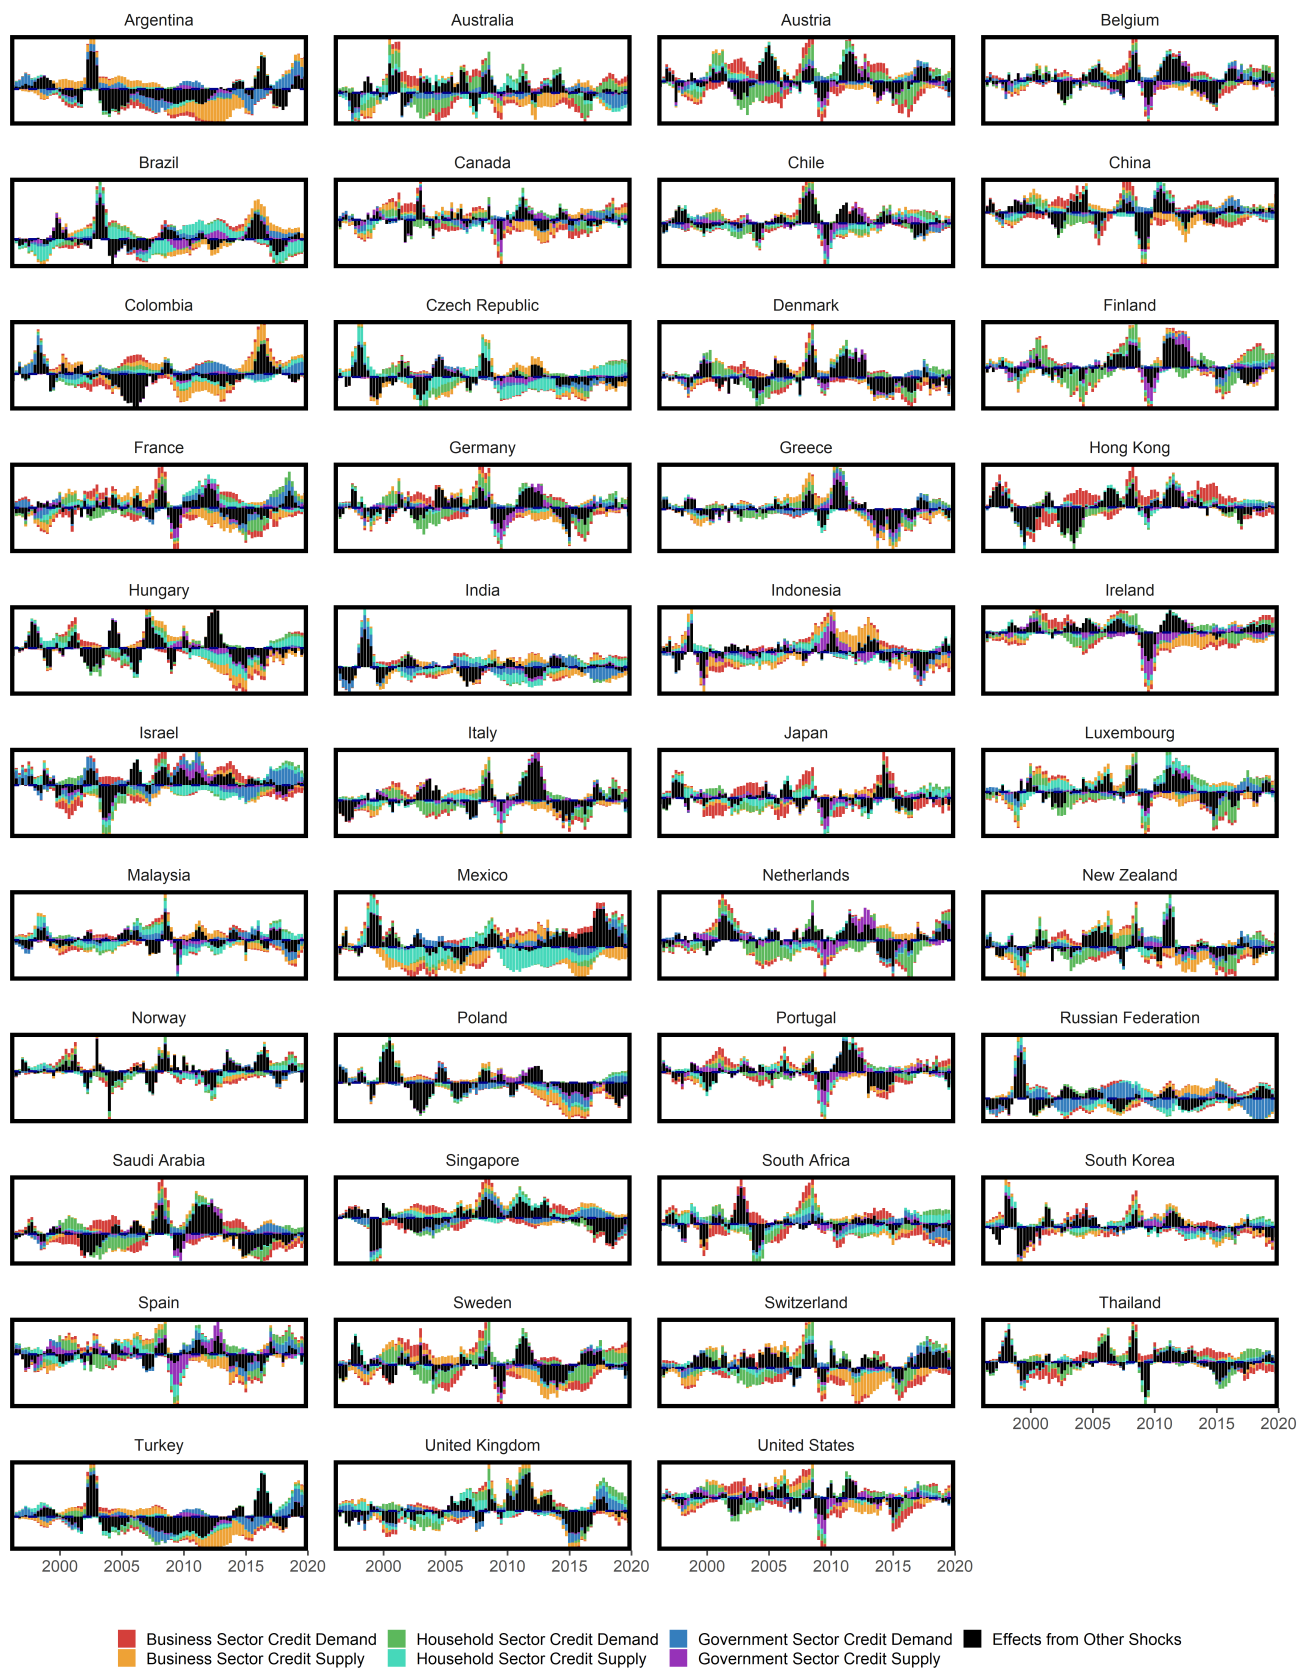 Argentina Australia Austria Belgium
Brazil Canada Chile China
Colombia Czech Republic Denmark Finland
France Germany Greece Hong Kong
Hungary India Indonesia Ireland
Israel Italy Japan Luxembourg
Malaysia Mexico Netherlands New Zealand
Norway Poland Portugal Russian Federation
Saudi Arabia Singapore South Africa South Korea
Spain Sweden Switzerland Thailand
2000 2005 2010 2015 2020
Turkey United Kingdom United States
2000 2005 2010 2015 2020 2000 2005 2010 2015 2020 2000 2005 2010 2015 2020
Business Sector Credit Demand Household Sector Credit Demand Government Sector Credit Demand Effects from Other Shocks
Business Sector Credit Supply Household Sector Credit Supply Government Sector Credit Supply